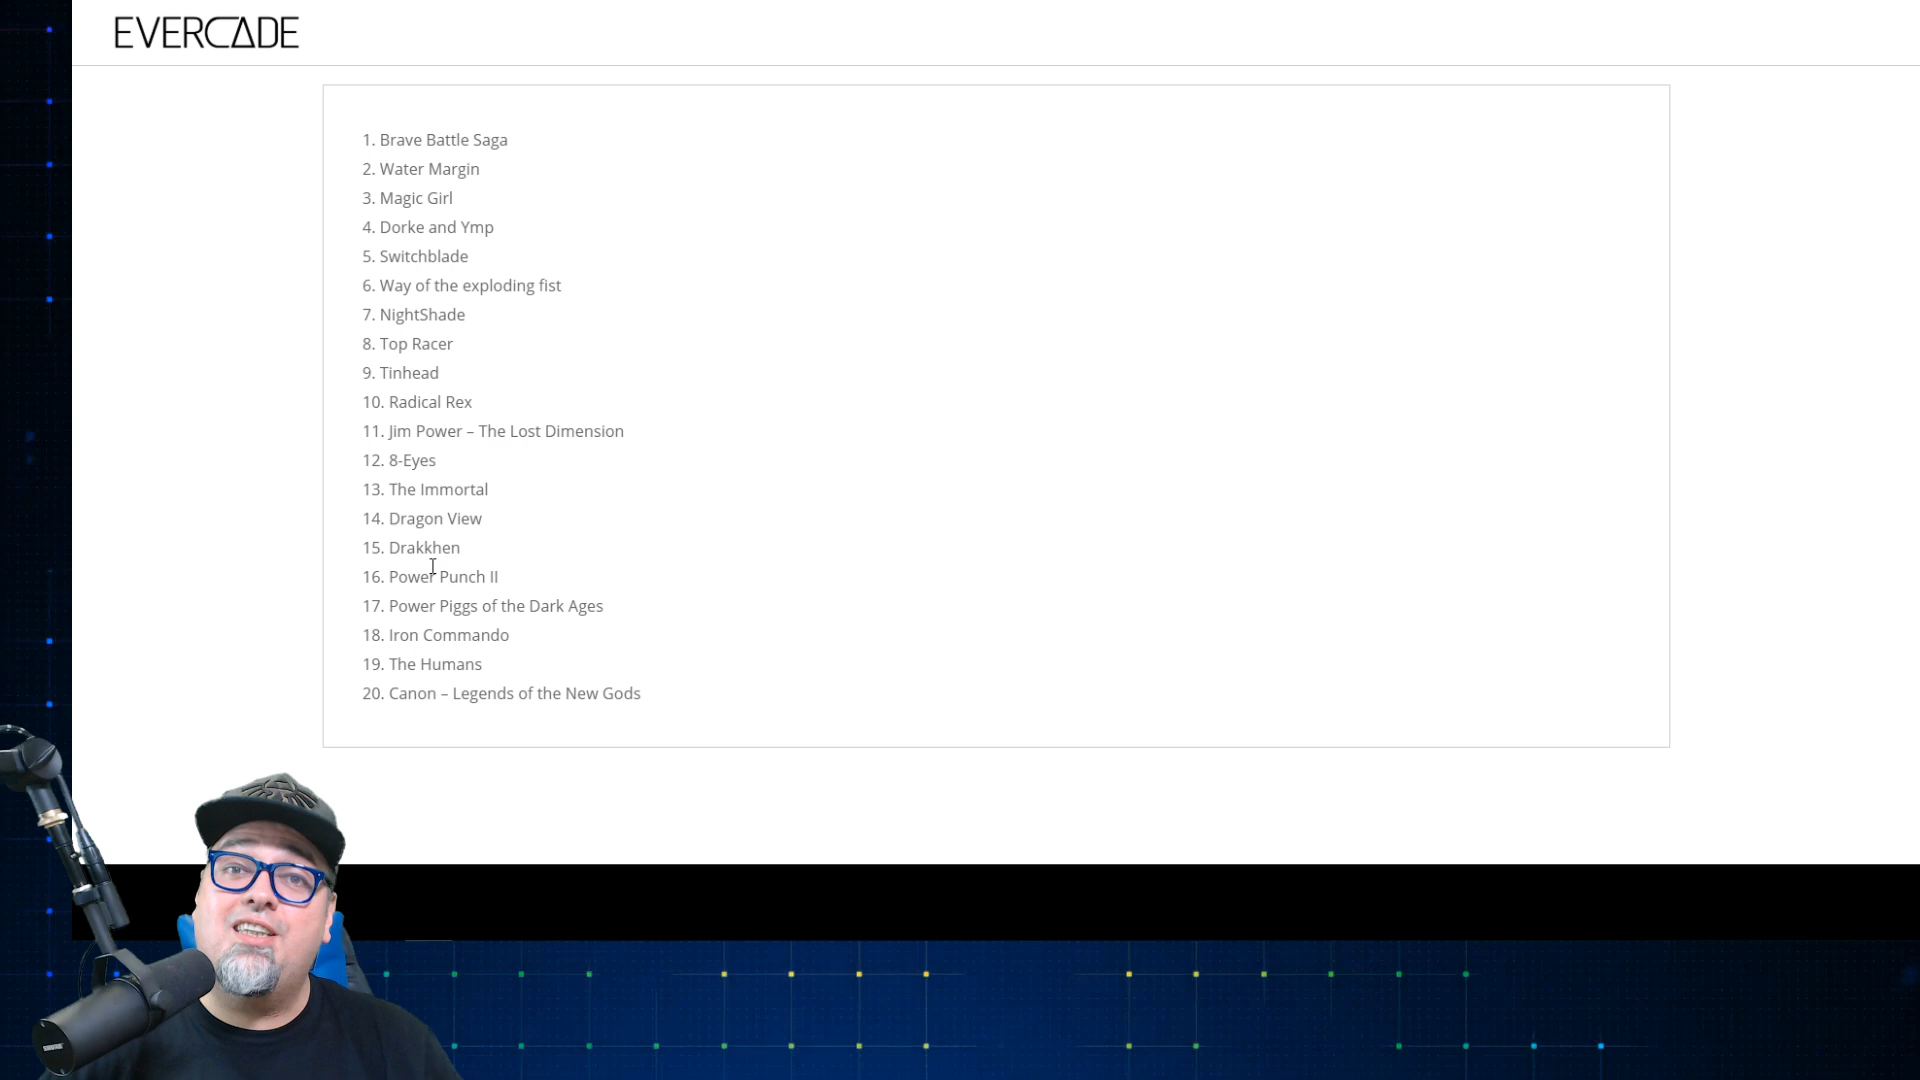 EVERCADE
1. Brave Battle Saga
2. Water Margin
3. Magic Girl
4. Dorke and Ymp
5. Switchblade
6. Way of the exploding fist
7. NightShade
8. Top Racer
9. Tinhead
10. Radical Rex
11. Jim Power – The Lost Dimension
12. 8-Eyes
13. The Immortal
14. Dragon View
15. Drakkhen
16. Power Punch II
17. Power Piggs of the Dark Ages
18. Iron Commando
19. The Humans
20. Canon – Legends of the New Gods
SHURE